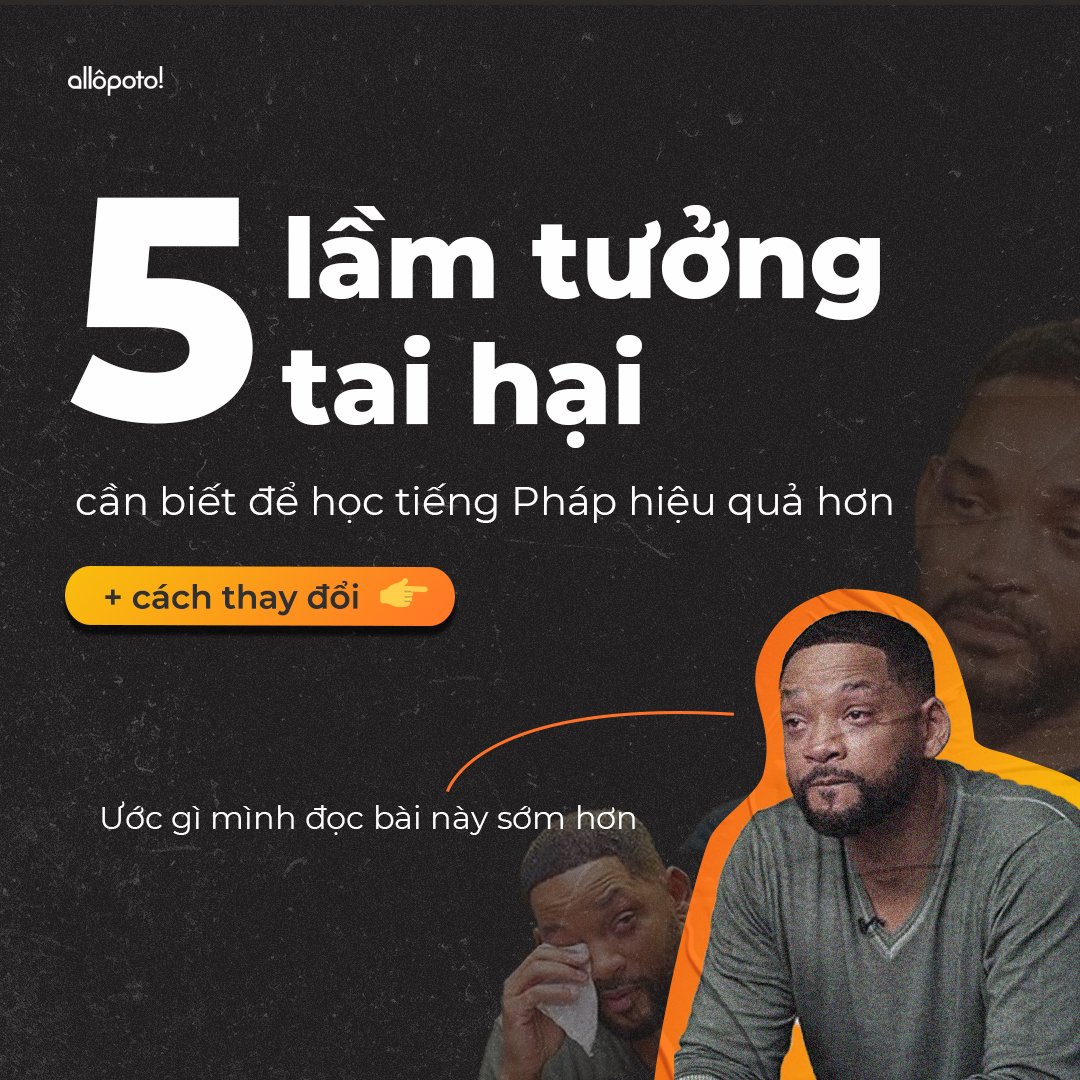 allôpoto!
5 lầm tưởng
tai hại
cần biết để học tiếng Pháp hiệu quả hơn
+ cách thay đổi
Ước gì mình đọc bài này sớm hơn